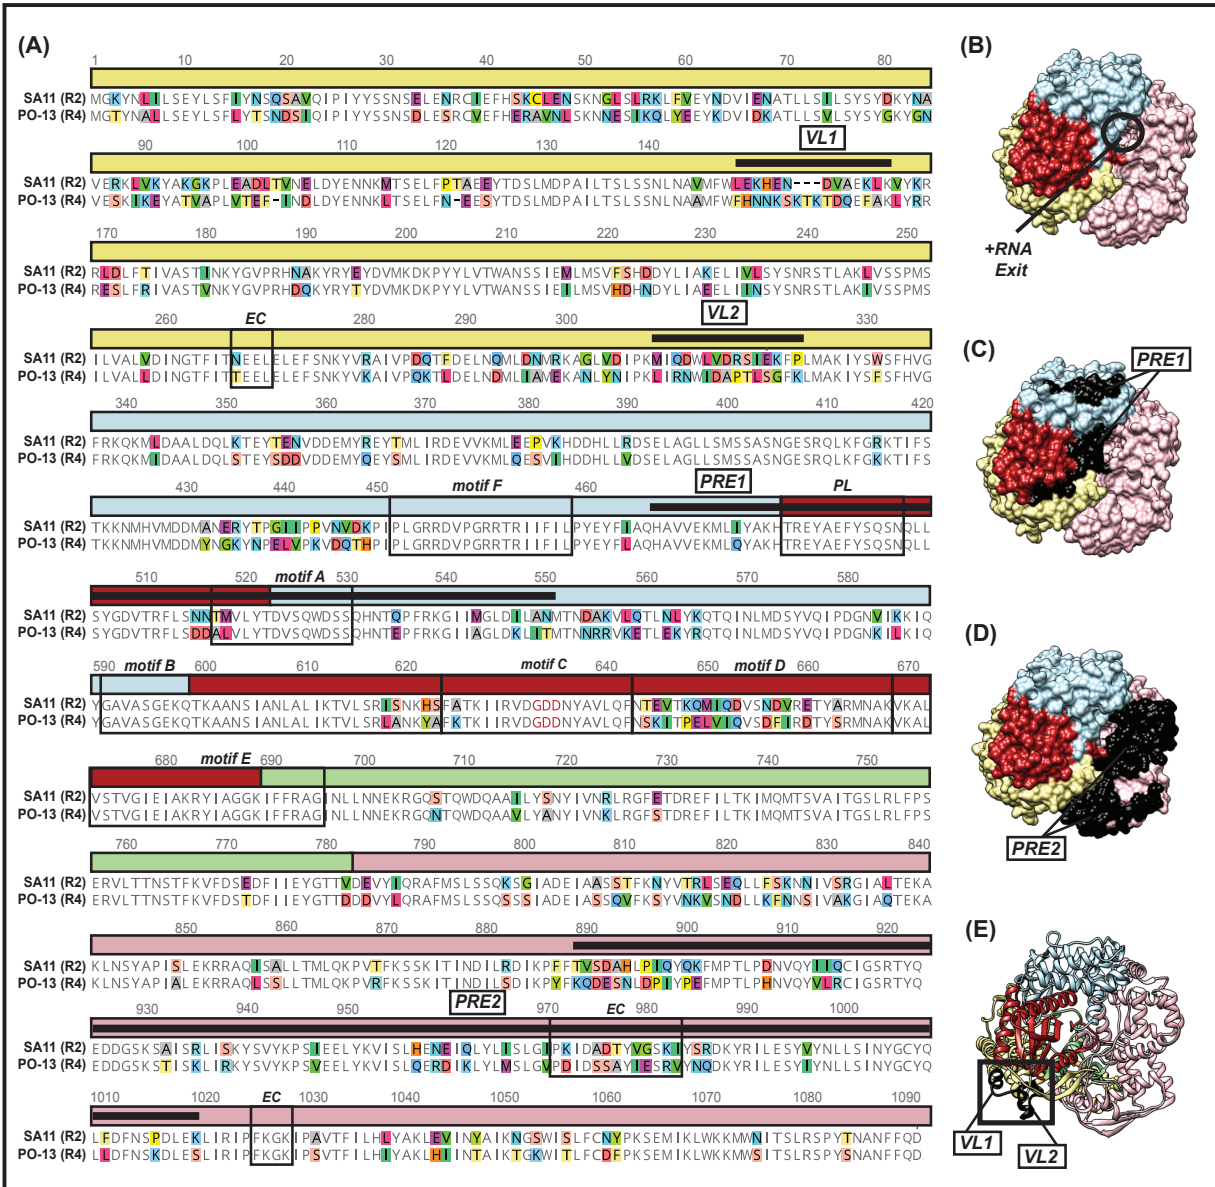 (A)
1 10 20 30 40 50 60 70 80
SA11 (R2) MGKYNLILSEYLSFIYNSQSAVQIPIYYSSNSELENRCIEFHSKCLENSKNGLSLRKLFVEYNDVIENATLLSILSYSYDKYNA
PO-13 (R4) MGTYNALLSEYLSFLYTSNDSIQIPIYYSSNSDLESRCVEFHERAVNLSKNNESIKQLYEEYKDVIDKATLLSVLSYSYGKYGN
90 100 110 120 130 140 VL1
SA11 (R2) VERKLVKYAKGKPLEADLTVNELDYENNKMTSELFPTAEEYTDSLMDPAILTSLSSNLNAVMFWLEKHEN---DVAEKLKVYKR
PO-13 (R4) VESKIKEYATVAPLVTEF-INDLDYENNKITSELFN-EESYTDSLMDPAILTSLSSNLNAAMFWFHNNKSKTKTDQEFAKLYRR
170 180 190 200 210 220 230 240 250
SA11 (R2) RLDLFTIVASTINKYGVPRHNAKYRYEYDVMKDKPYYLVTWANSSIEMLMSVFSHDDYLIAKELIVLSYSNRSTLAKLVSSPMS
PO-13 (R4) RESLFRIVASTVNKYGVPRHDQKYRYTYDVMKDKPYYLVTWANSSIEILMSVHDHNDYLIAEELIINSYSNRSTLAKIVSSPMS
260 EC 280 290 300 VL2 330
SA11 (R2) ILVALVDINGTFITNEELELEFSNKYVRAIVPDQTFDELNQMLDNMRKAGLVDIPKMIQDWLVDRSIEKFPLMAKIYSWSFHVG
PO-13 (R4) ILVALLDINGTFITTEELELEFSNKYVKAIVPQKTLDELNDMLIAMEKANLYNIPKLIRNWIDAPTLSGFKLMAKIYSFSFHVG
340 350 360 370 380 390 400 410 420
SA11 (R2) FRKQKMLDAALDQLKTEYTENVDDEMYREYTMLIRDEVVKMLEEPVKHDDHLLRDSELAGLLSMSSASNGESRQLKFGRKTIFS
PO-13 (R4) FRKQKMIDAALDQLSTEYSDDVDDEMYQEYSMLIRDEVVKMLQESVIHDDHLLVDSELAGLLSMSSASNGESRQLKFGKKTIFS
430 440 450 motif F 460 PRE1 PL
SA11 (R2) TKKNMHVMDDMANERYTPGIIPPVNVDKPIPLGRRDVPGRRTRIIFILPYEYFIAQHAVVEKMLIYAKHTREYAEFYSQSNQLL
PO-13 (R4) TKKNMHVMDDMYNGKYNPELVPKVDQTHPIPLGRRDVPGRRTRIIFILPYEYFLAQHAVVEKMLQYAKHTREYAEFYSQSNQLL
510 520 motif A 530 540 550 560 570 580
SA11 (R2) SYGDVTRFLSNNTMVLYTDVSQWDSSQHNTQPFRKGIIMGLDILANMTNDAKVLQTLNLYKQTQINLMDSYVQIPDGNVIKKIQ
PO-13 (R4) SYGDVTRFLSDDALVLYTDVSQWDSSQHNTEPFRKGIIAGLDKLITMTNNRRVKETLEKYRQTQINLMDSYVQIPDGNKILKIQ
590 motif B 600 610 620 motif C 640 650 motif D 660 670
SA11 (R2) YGAVASGEKQTKAANSIANLALIKTVLSRISNKHSFATKIIRVDGDDNYAVLQFNTEVTKQMIQDVSNDVRETYARMNAKVKAL
PO-13 (R4) YGAVASGEKQTKAANSIANLALIKTVLSRLANKYAFKTKIIRVDGDDNYAVLQFNSKITPELVIQVSDFIRDTYSRMNAKVKAL
680 motif E 690 700 710 720 730 740 750
SA11 (R2) VSTVGIEIAKRYIAGGKIFFRAGINLLNNEKRGQSTQWDQAAILYSNYIVNRLRGFETDREFILTKIMQMTSVAITGSLRLFPS
PO-13 (R4) VSTVGIEIAKRYIAGGKIFFRAGINLLNNEKRGQNTQWDQAAVLYANYIVNKLRGFSTDREFILTKIMQMTSVAITGSLRLFPS
760 770 780 790 800 810 820 830 840
SA11 (R2) ERVLTTNSTFKVFDSEDFIIEYGTTVDEVYIQRAFMSLSSQKSGIADEIAASSTFKNYVTRLSEQLLFSKNNIVSRGIALTEKA
PO-13 (R4) ERVLTTNSTFKVFDSTDFIIEYGTTDDDVYLQRAFMSLSSQSSSIADEIASSQVFKSYVNKVSNDLLKFNNSIVAKGIAQTEKA
850 860 870 880 890 900 910 920
SA11 (R2) KLNSYAPISLEKRRAQISALLTMLQKPVTFKSSKITINDILRDIKPFFTVSDAHLPIQYQKFMPTLPDNVQYIIQCIGSRTYQ
PO-13 (R4) KLNSYAPIALEKRRAQLSSLLTMLQKPVRFKSSKITINDILSDIKPYFKQDESNLDPIYPEFMPTLPHNVQYVLRCIGSRTYQ
930 940 950 PRE2 970 EC 980 990 1000
SA11 (R2) EDDGSKSAISRLISKYSVYKPSIEELYKVISLHENEIQLYLISLGIPKIDADTYVGSKIYSRDKYRILESYVYNLLSINYGCYQ
PO-13 (R4) EDDGSKSTISKLIRKYSVYKPSVEELYKVISLQERDIKLYLMSLGVPDIDSSAYIESRVYNQDKYRILESYIYNLLSINYGCYQ
1010 1020 EC 1030 1040 1050 1060 1070 1080 1090
SA11 (R2) LFDFNSPDLEKLIRIPFKGKIPAVTFILHLYAKLEVINYAIKNGSWISLFCNYPKSEMIKLWKKMWNITSLRSPYTNANFFQD
PO-13 (R4) LLDFNSKDLESLIRIPFKGKIPSVTFILHIYAKLHIINTAIKTGKWITLFCDFPKSEMIKLWKKMWSITSLRSPYSNANFFQD
(B)
+RNA
Exit
(C)
PRE1
(D)
PRE2
(E)
VL1
VL2